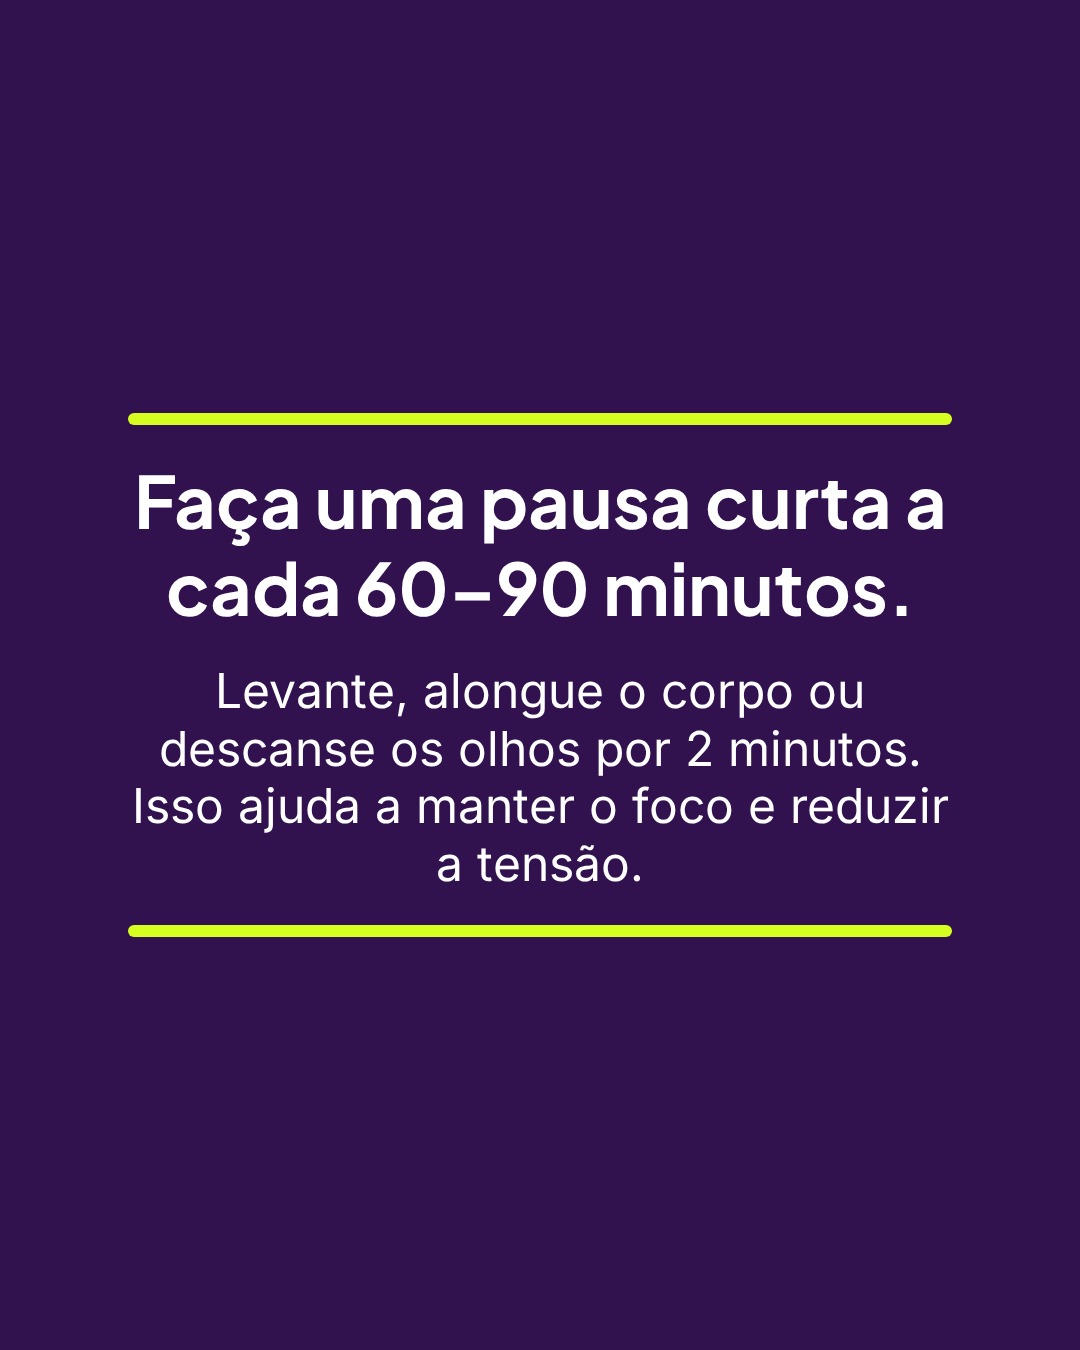 Faça uma pausa curta a
cada 60–90 minutos.
Levante, alongue o corpo ou
descanse os olhos por 2 minutos.
Isso ajuda a manter o foco e reduzir
a tensão.